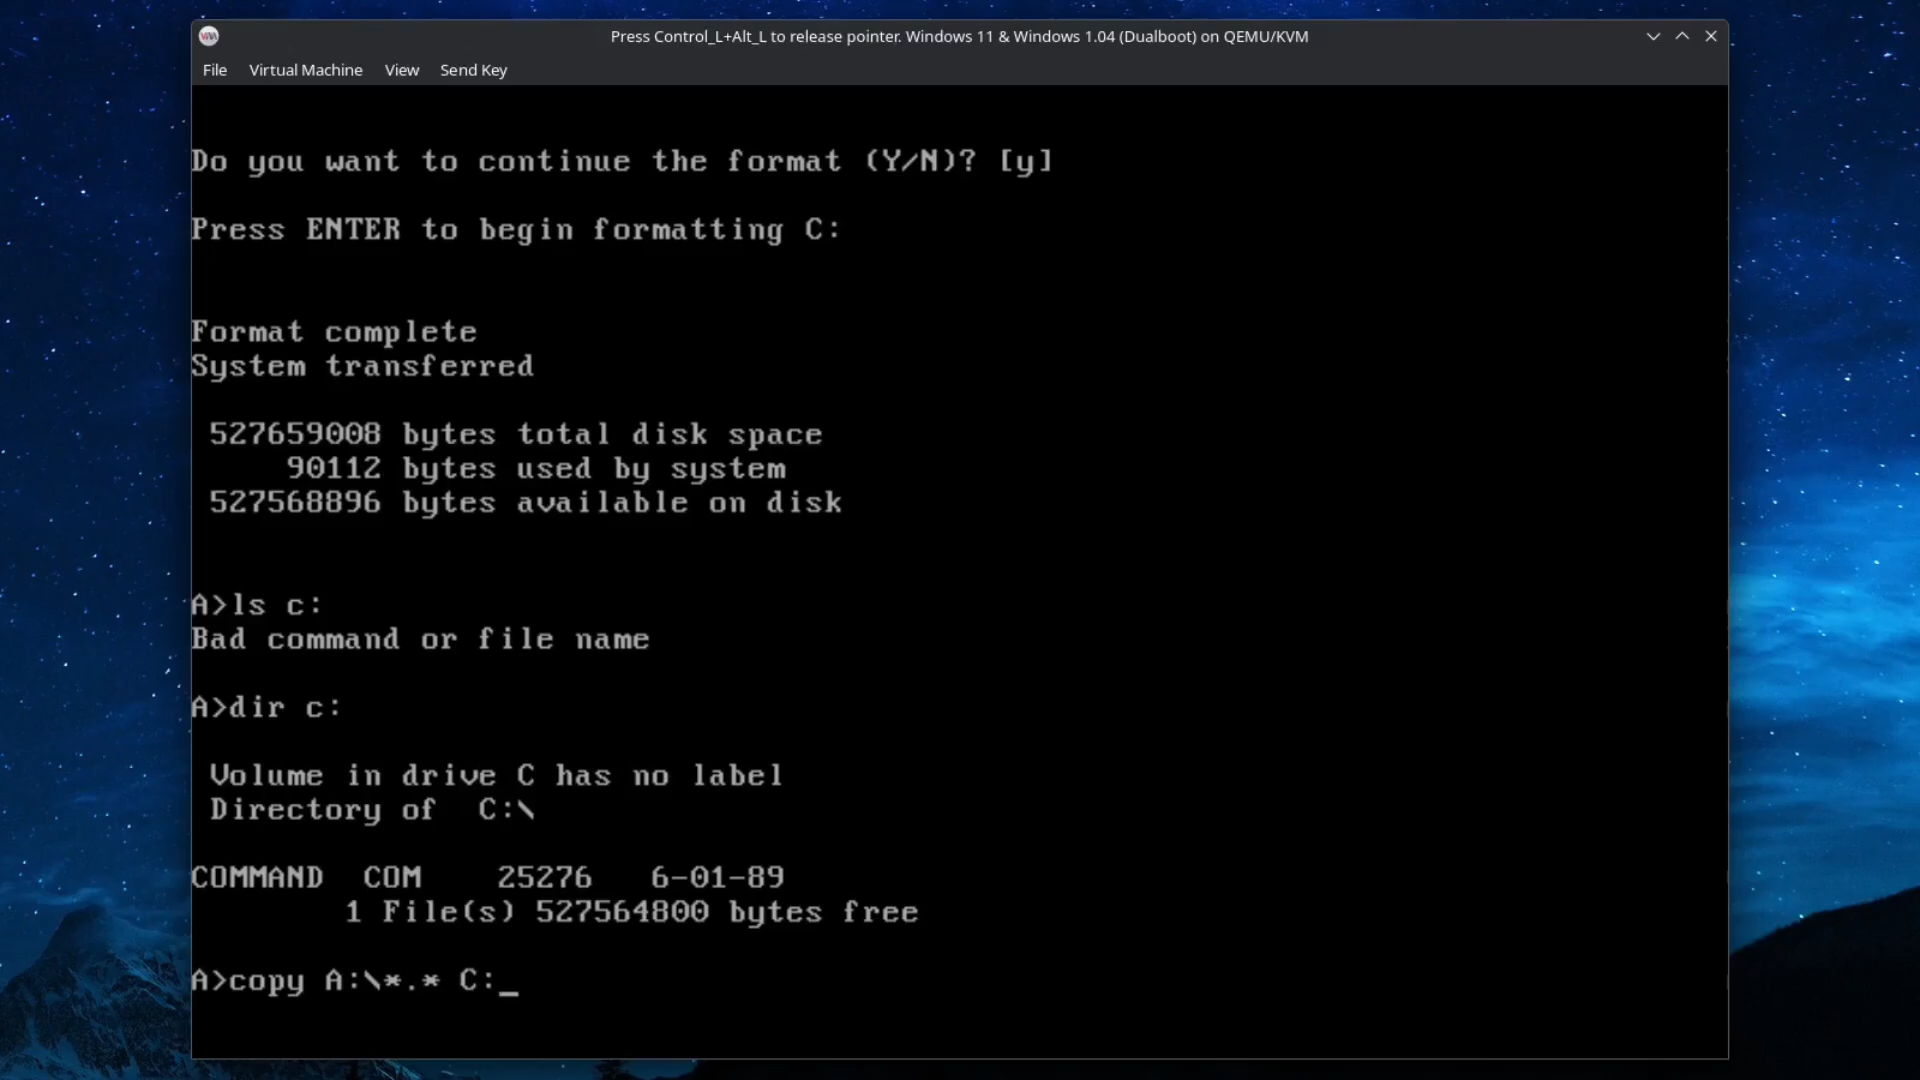 Press Control_L+Alt_L to release pointer. Windows 11 & Windows 1.04 (Dualboot) on QEMU/KVM
File Virtual Machine View Send Key
Do you want to continue the format (Y/N)? [y]
Press ENTER to begin formatting C:
Format complete
System transferred
527659008 bytes total disk space
90112 bytes used by system
527568896 bytes available on disk
A>ls c:
Bad command or file name
A>dir c:
Volume in drive C has no label
Directory of  C:\
COMMAND  COM    25276   6-01-89
1 File(s) 527564800 bytes free
A>copy A:\*.* C:_